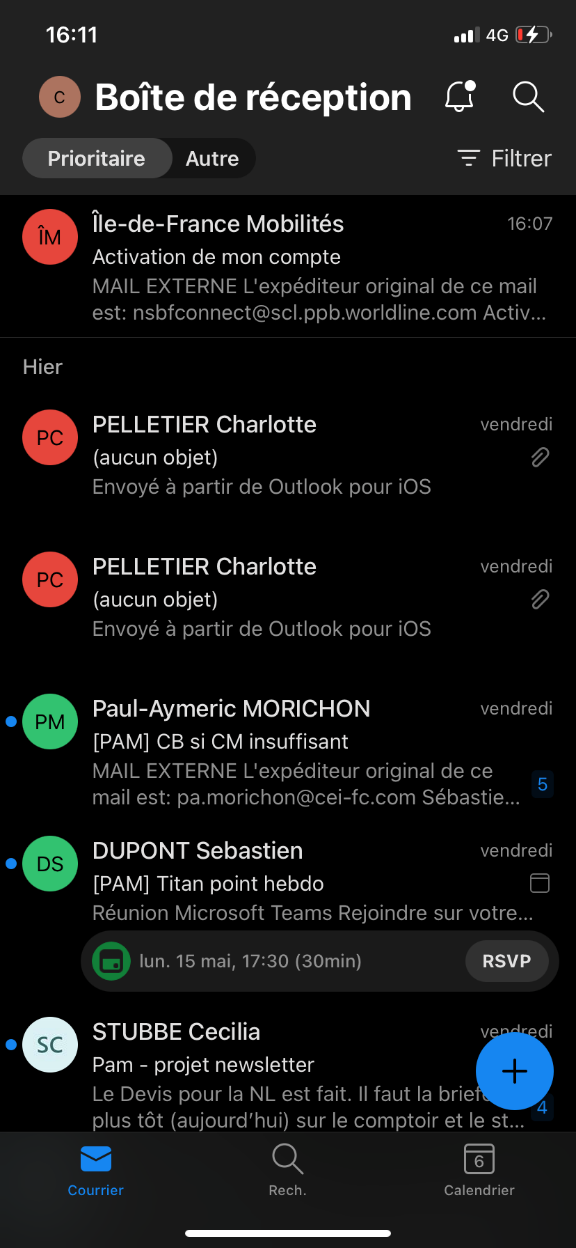 16:11
4G
C
Boîte de réception
Prioritaire
Autre
Filtrer
ÎM
Île-de-France Mobilités
16:07
Activation de mon compte
MAIL EXTERNE L'expéditeur original de ce mail
est: nsbfconnect@scl.ppb.worldline.com Activ...
Hier
PC
PELLETIER Charlotte
vendredi
(aucun objet)
Envoyé à partir de Outlook pour iOS
PC
PELLETIER Charlotte
vendredi
(aucun objet)
Envoyé à partir de Outlook pour iOS
PM
Paul-Aymeric MORICHON
vendredi
[PAM] CB si CM insuffisant
MAIL EXTERNE L'expéditeur original de ce
mail est: pa.morichon@cei-fc.com Sébastie...
5
DS
DUPONT Sebastien
vendredi
[PAM] Titan point hebdo
Réunion Microsoft Teams Rejoindre sur votre...
lun. 15 mai, 17:30 (30min)
RSVP
SC
STUBBE Cecilia
vendredi
Pam - projet newsletter
Le Devis pour la NL est fait. Il faut la
plus tôt (aujourd'hui) sur le comptoir et le st...
4
Courrier
Rech.
6
Calendrier